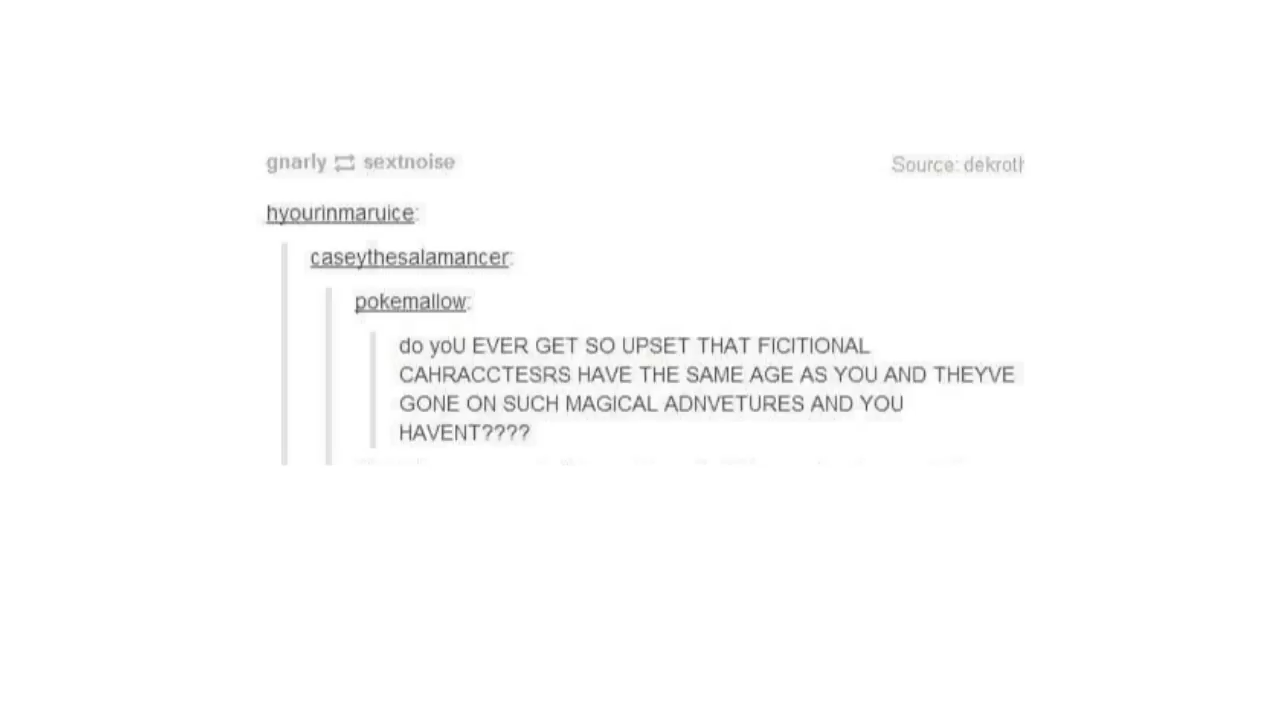 gnarly sextnoise
Source: dekroth
hyourinmaruice:
caseythesalamancer:
pokemallow:
do yoU EVER GET SO UPSET THAT FICITIONAL
CAHRACCTESRS HAVE THE SAME AGE AS YOU AND THEYVE
GONE ON SUCH MAGICAL ADNVETURES AND YOU
HAVENT????